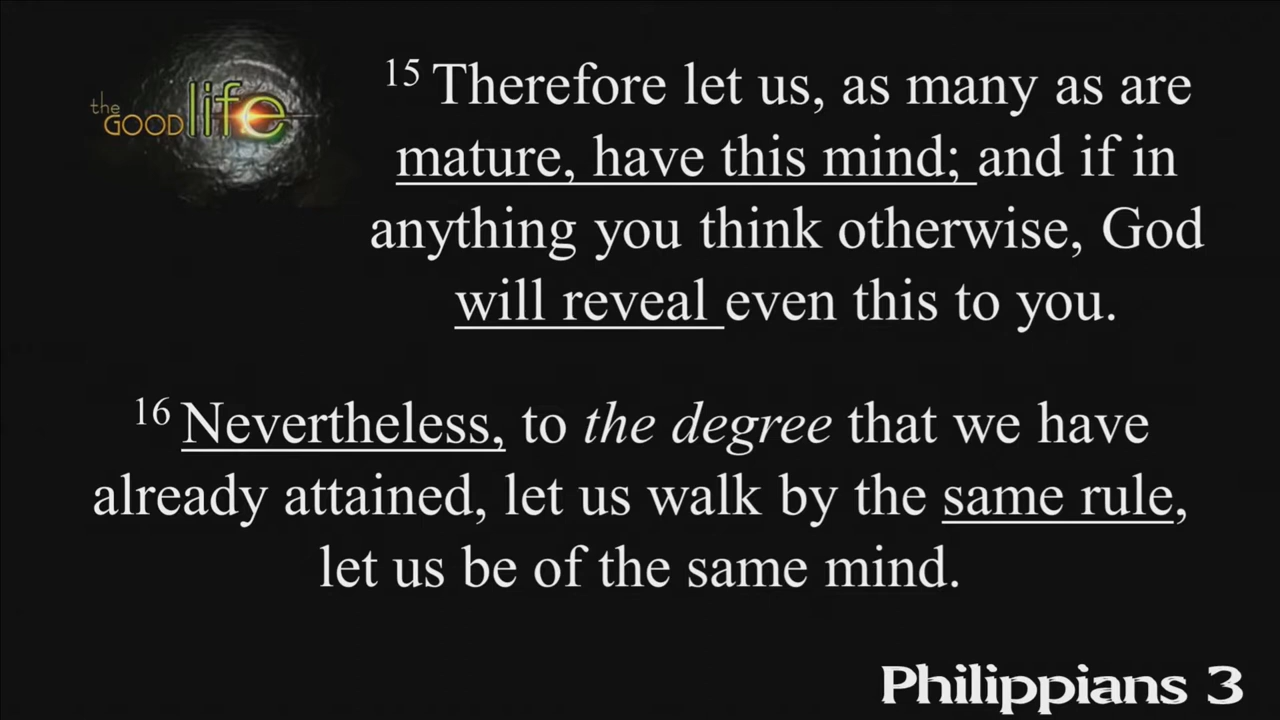 the
GOOD life
15 Therefore let us, as many as are
mature, have this mind; and if in
anything you think otherwise, God
will reveal even this to you.
16 Nevertheless, to the degree that we have
already attained, let us walk by the same rule,
let us be of the same mind.
Philippians 3